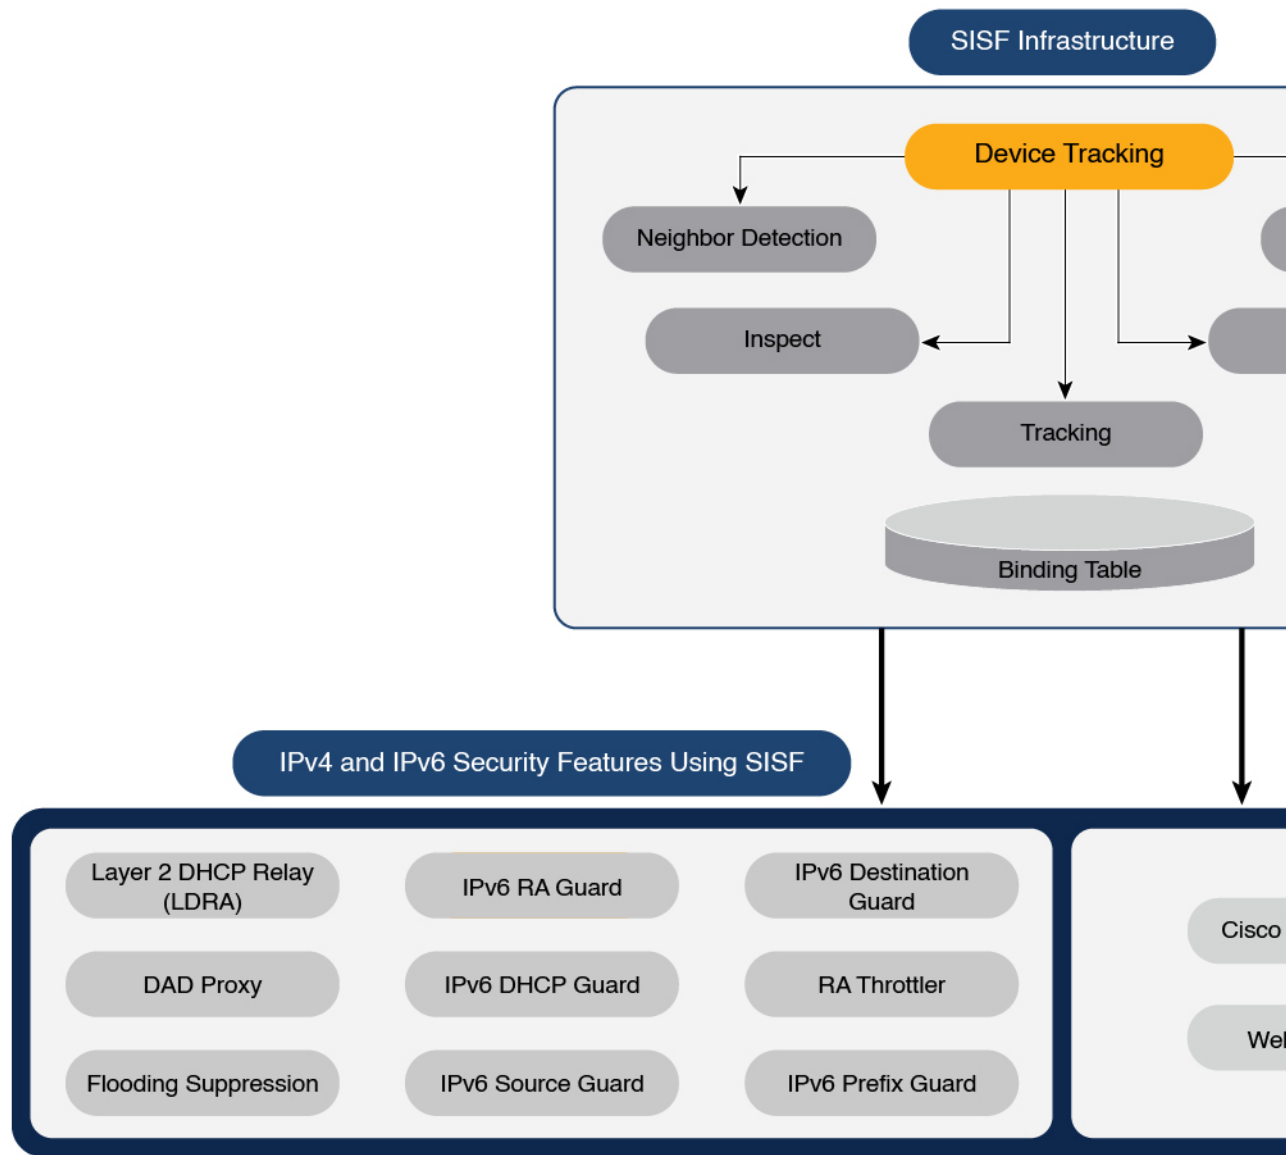 SISF Infrastructure
Device Tracking
Neighbor Detection
Inspect
Tracking
Binding Table
IPv4 and IPv6 Security Features Using SISF
Layer 2 DHCP Relay
(LDRA)
IPv6 RA Guard
IPv6 Destination
Guard
Cisco
DAD Proxy
IPv6 DHCP Guard
RA Throttler
Flooding Suppression
IPv6 Source Guard
IPv6 Prefix Guard